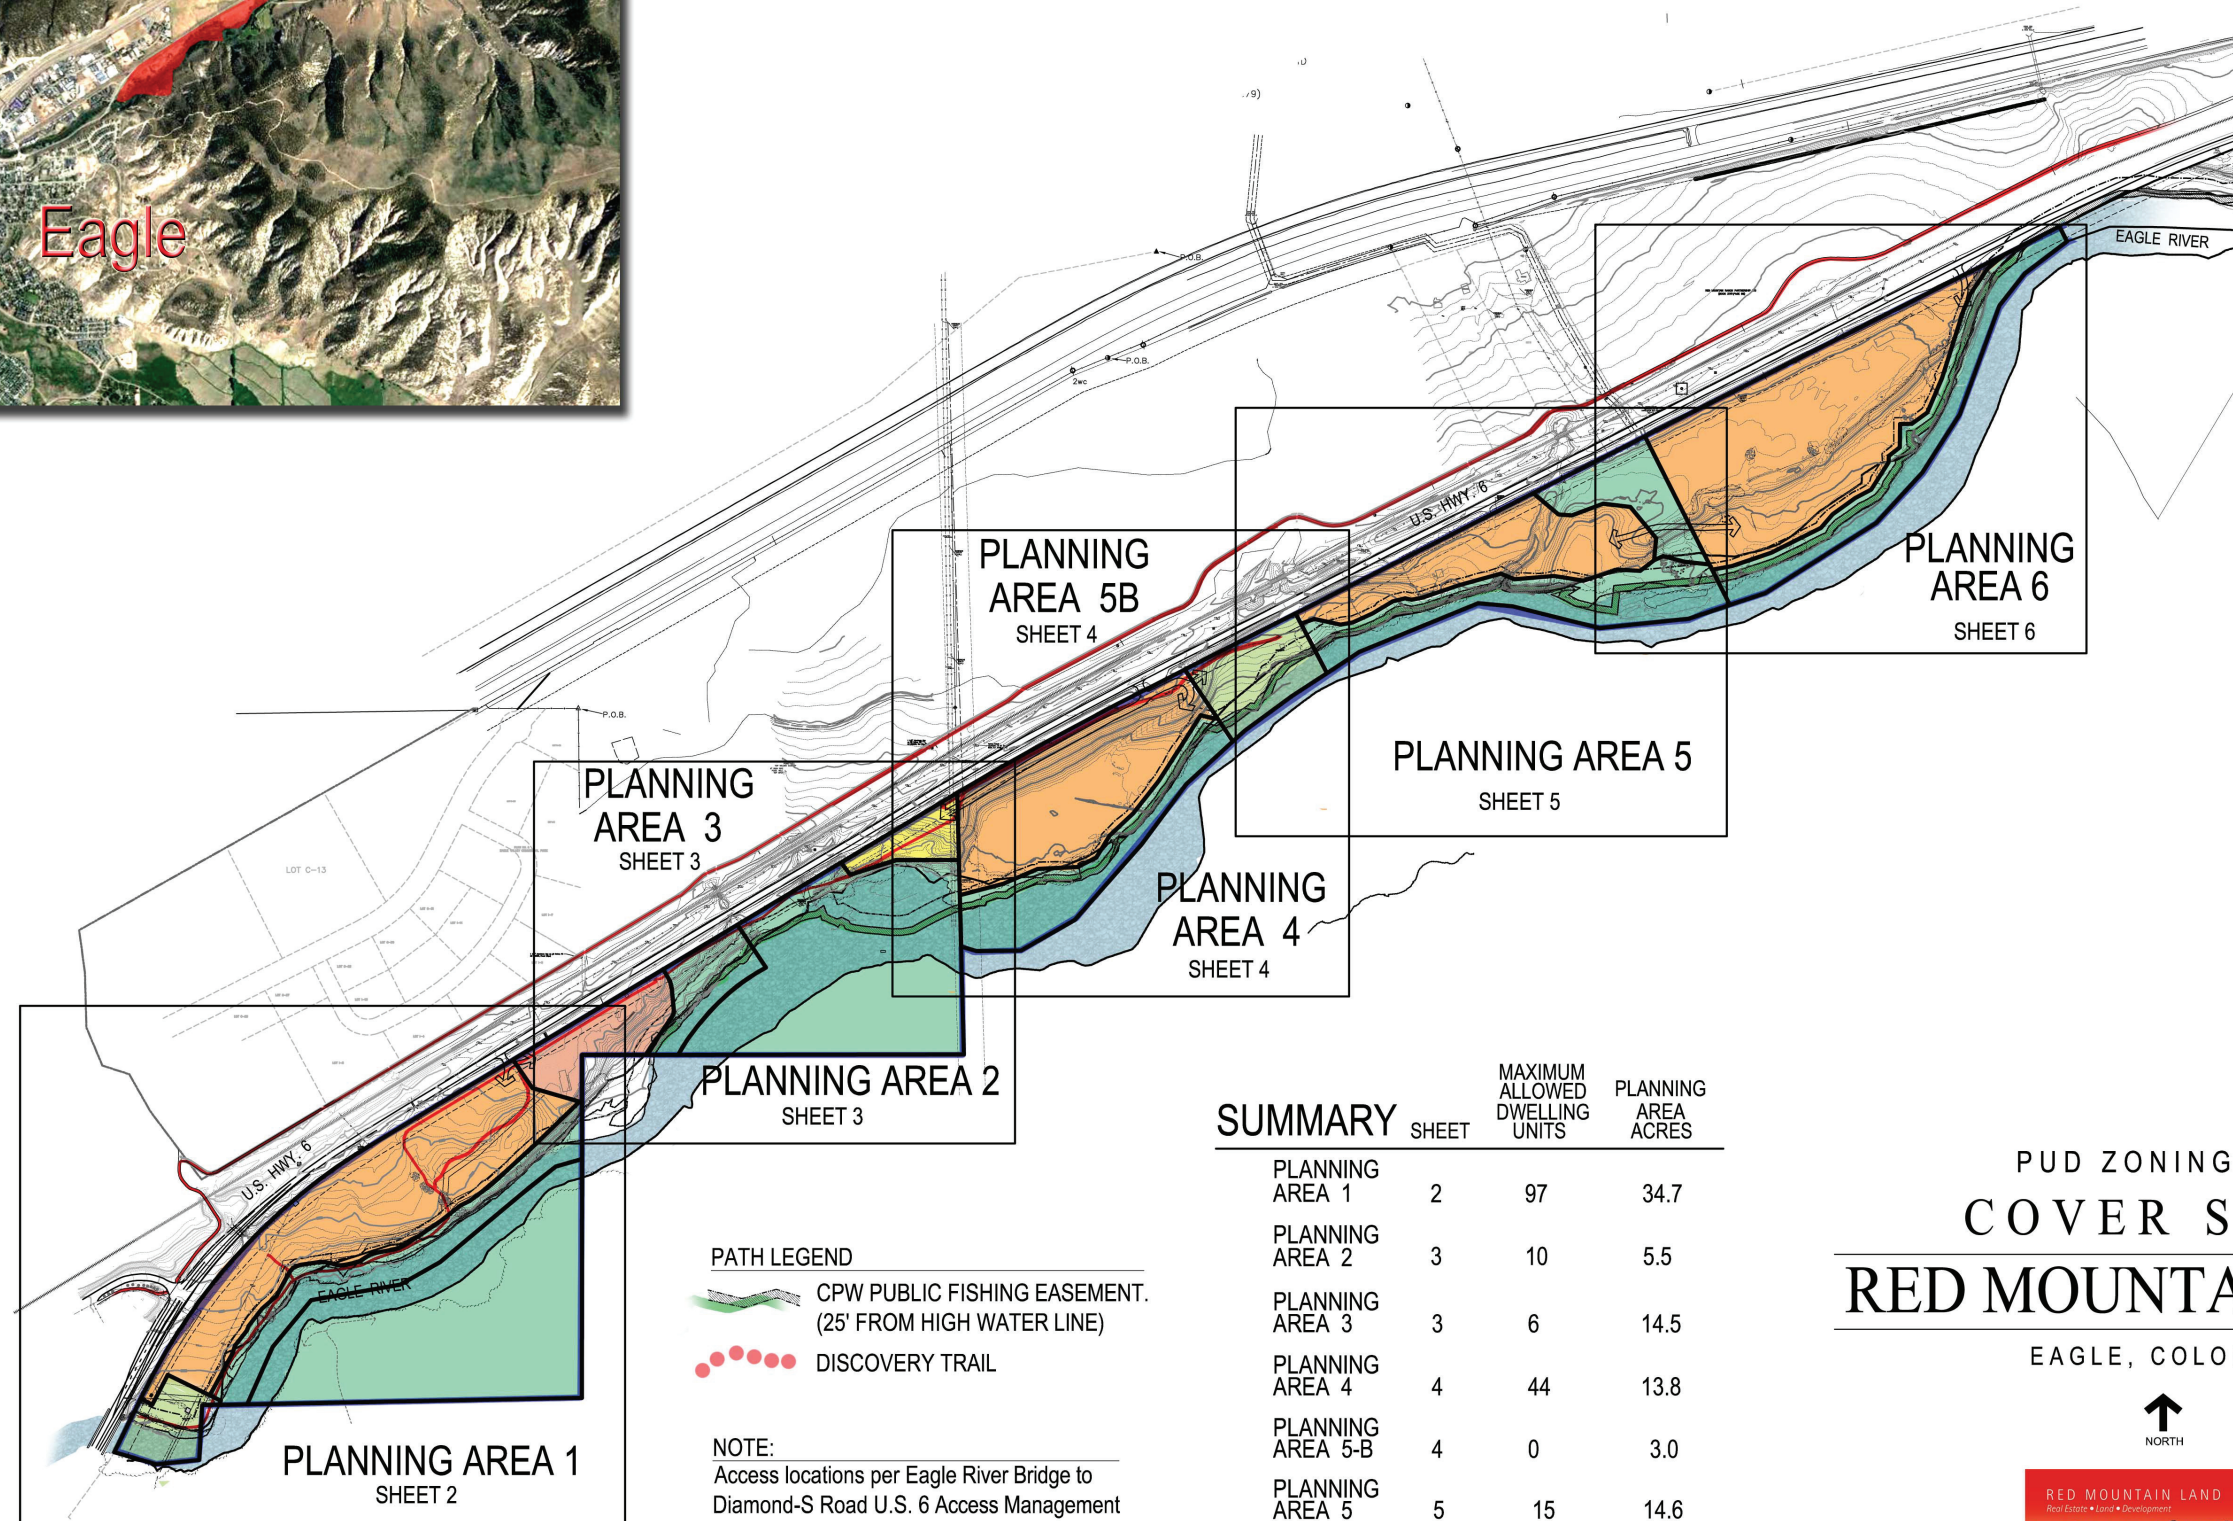 Eagle
EAGLE RIVER
P.O.B.
P.O.B.
2wc
U.S. HWY. 6
PLANNING
AREA 6
SHEET 6
PLANNING
AREA 5B
SHEET 4
P.O.B.
PLANNING AREA 5
SHEET 5
PLANNING
AREA 3
SHEET 3
LOT C-13
PLANNING
AREA 4
SHEET 4
PLANNING AREA 2
SHEET 3
U.S. HWY. 6
EAGLE RIVER
PLANNING AREA 1
SHEET 2
PATH LEGEND
CPW PUBLIC FISHING EASEMENT.
(25' FROM HIGH WATER LINE)
DISCOVERY TRAIL
NOTE:
Access locations per Eagle River Bridge to
Diamond-S Road U.S. 6 Access Management
SUMMARY SHEET MAXIMUM ALLOWED DWELLING UNITS PLANNING AREA ACRES
PLANNING AREA 1 2 97 34.7
PLANNING AREA 2 3 10 5.5
PLANNING AREA 3 3 6 14.5
PLANNING AREA 4 4 44 13.8
PLANNING AREA 5-B 4 0 3.0
PLANNING AREA 5 5 15 14.6
PUD ZONING
COVER S
RED MOUNTA
EAGLE, COLO
NORTH
RED MOUNTAIN LAND
Real Estate • Land • Development